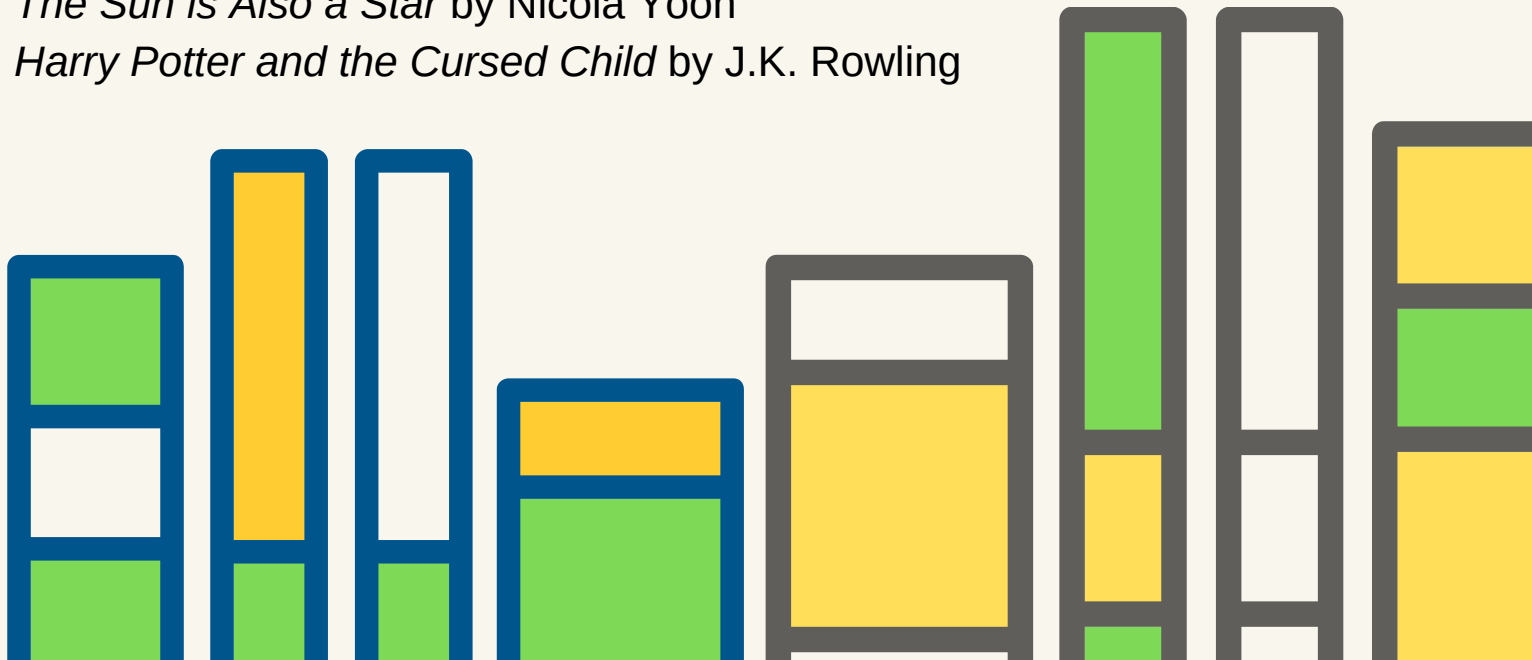 The Sun is Also a Star by Nicola Yoon
Harry Potter and the Cursed Child by J.K. Rowling